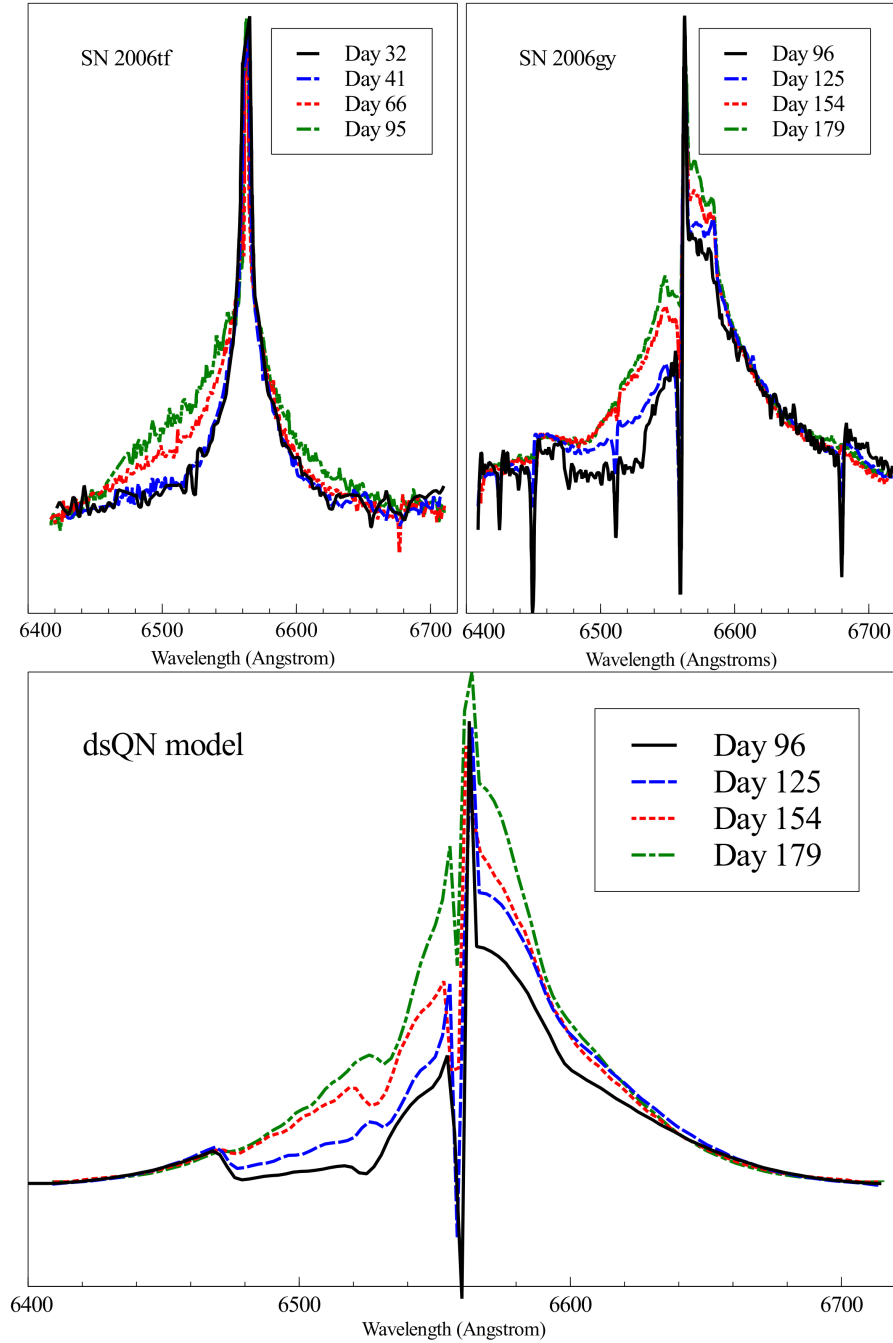 SN 2006tf
Day 32
Day 41
Day 66
Day 95
6400
6500
6600
6700
Wavelength (Angstrom)
SN 2006gy
Day 96
Day 125
Day 154
Day 179
6400
6500
6600
6700
Wavelength (Angstroms)
dsQN model
Day 96
Day 125
Day 154
Day 179
6400
6500
6600
6700
Wavelength (Angstrom)